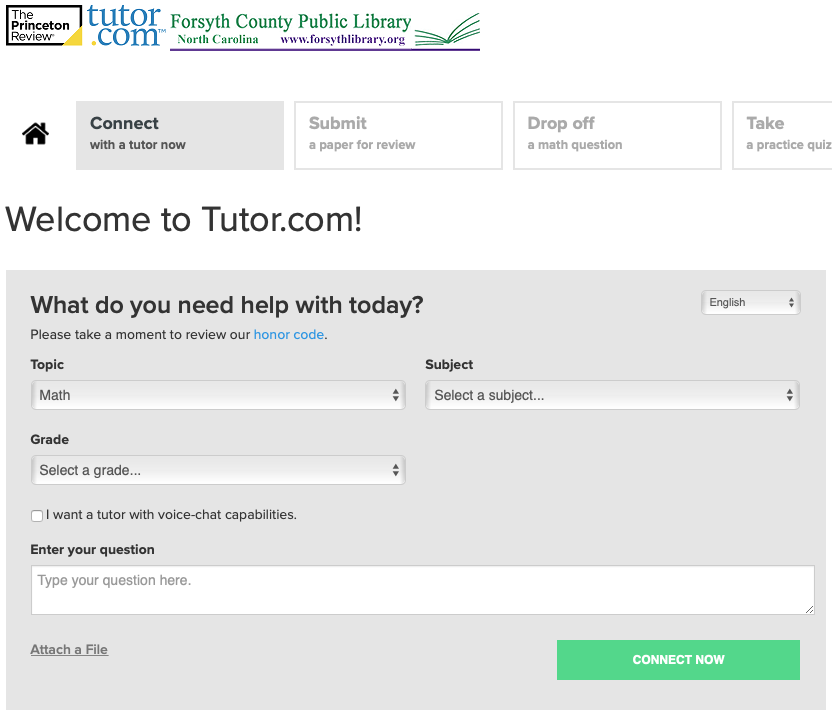 The
Princeton
Review
tutor
.com™
Forsyth County Public Library
North Carolina www.forsythlibrary.org
Connect
with a tutor now
Submit
a paper for review
Drop off
a math question
Take
a practice quiz
Welcome to Tutor.com!
What do you need help with today?
English
Please take a moment to review our honor code.
Topic
Subject
Math
Select a subject...
Grade
Select a grade...
I want a tutor with voice-chat capabilities.
Enter your question
Type your question here.
Attach a File
CONNECT NOW